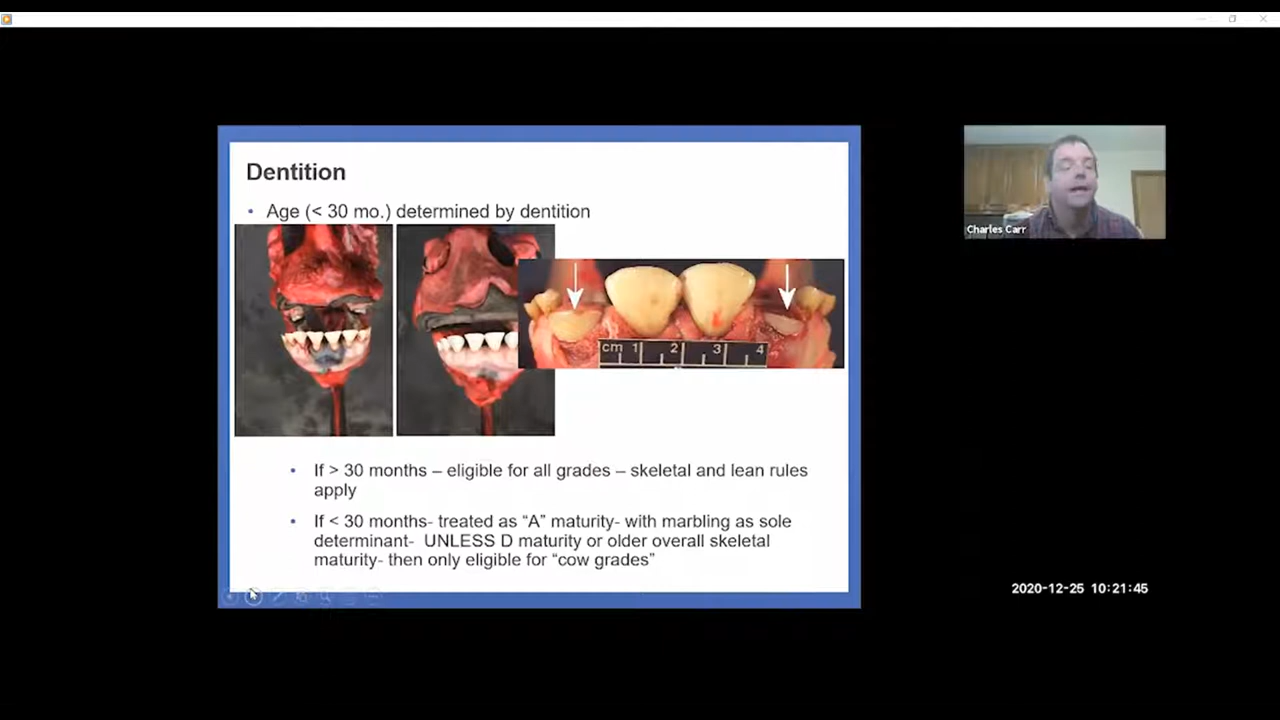 Dentition
• Age (< 30 mo.) determined by dentition
cm 1 2 3 4
• If > 30 months – eligible for all grades – skeletal and lean rules
apply
• If < 30 months- treated as “A” maturity- with marbling as sole
determinant- UNLESS D maturity or older overall skeletal
maturity- then only eligible for “cow grades”
Charles Carr
2020-12-25 10:21:45